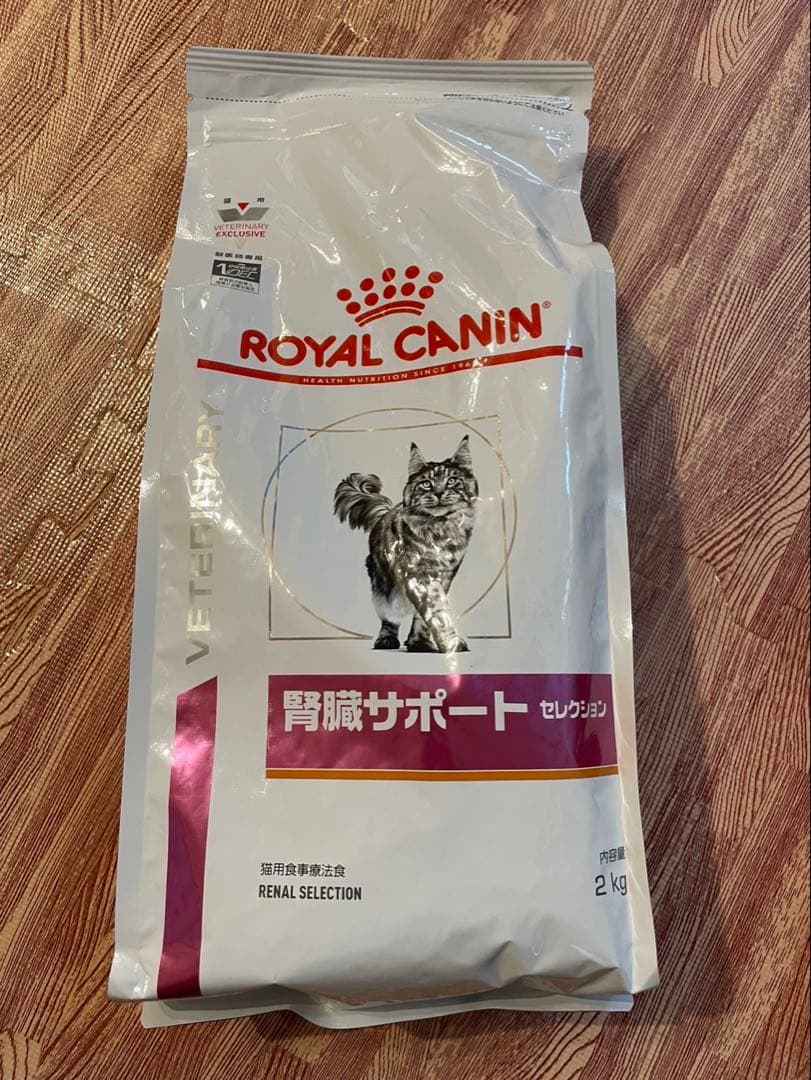 猫 用
VETERINARY
EXCLUSIVE
獣医師専用
ROYAL CANIN®
HEALTH NUTRITION SINCE 196
VETERINARY
腎臓サポート セレクション
猫用食事療法食
RENAL SELECTION
内容量
2 kg